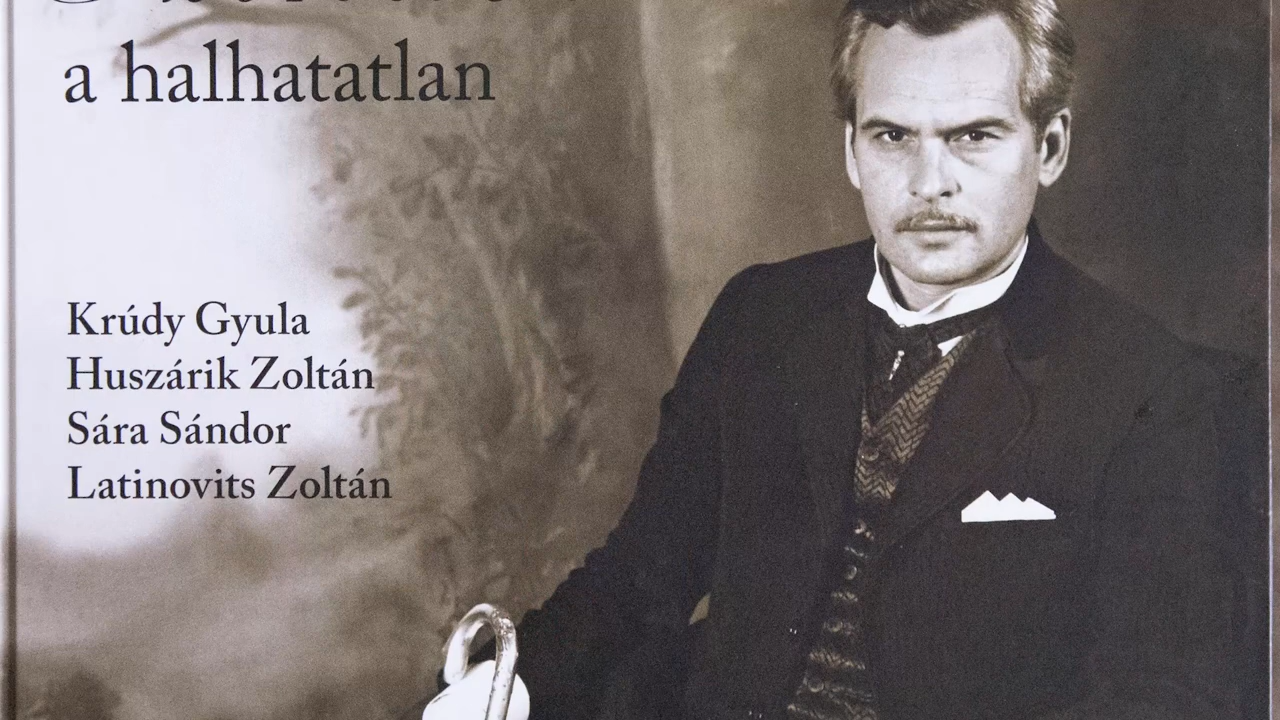 a halhatatlan
Krúdy Gyula
Huszárik Zoltán
Sára Sándor
Latinovits Zoltán